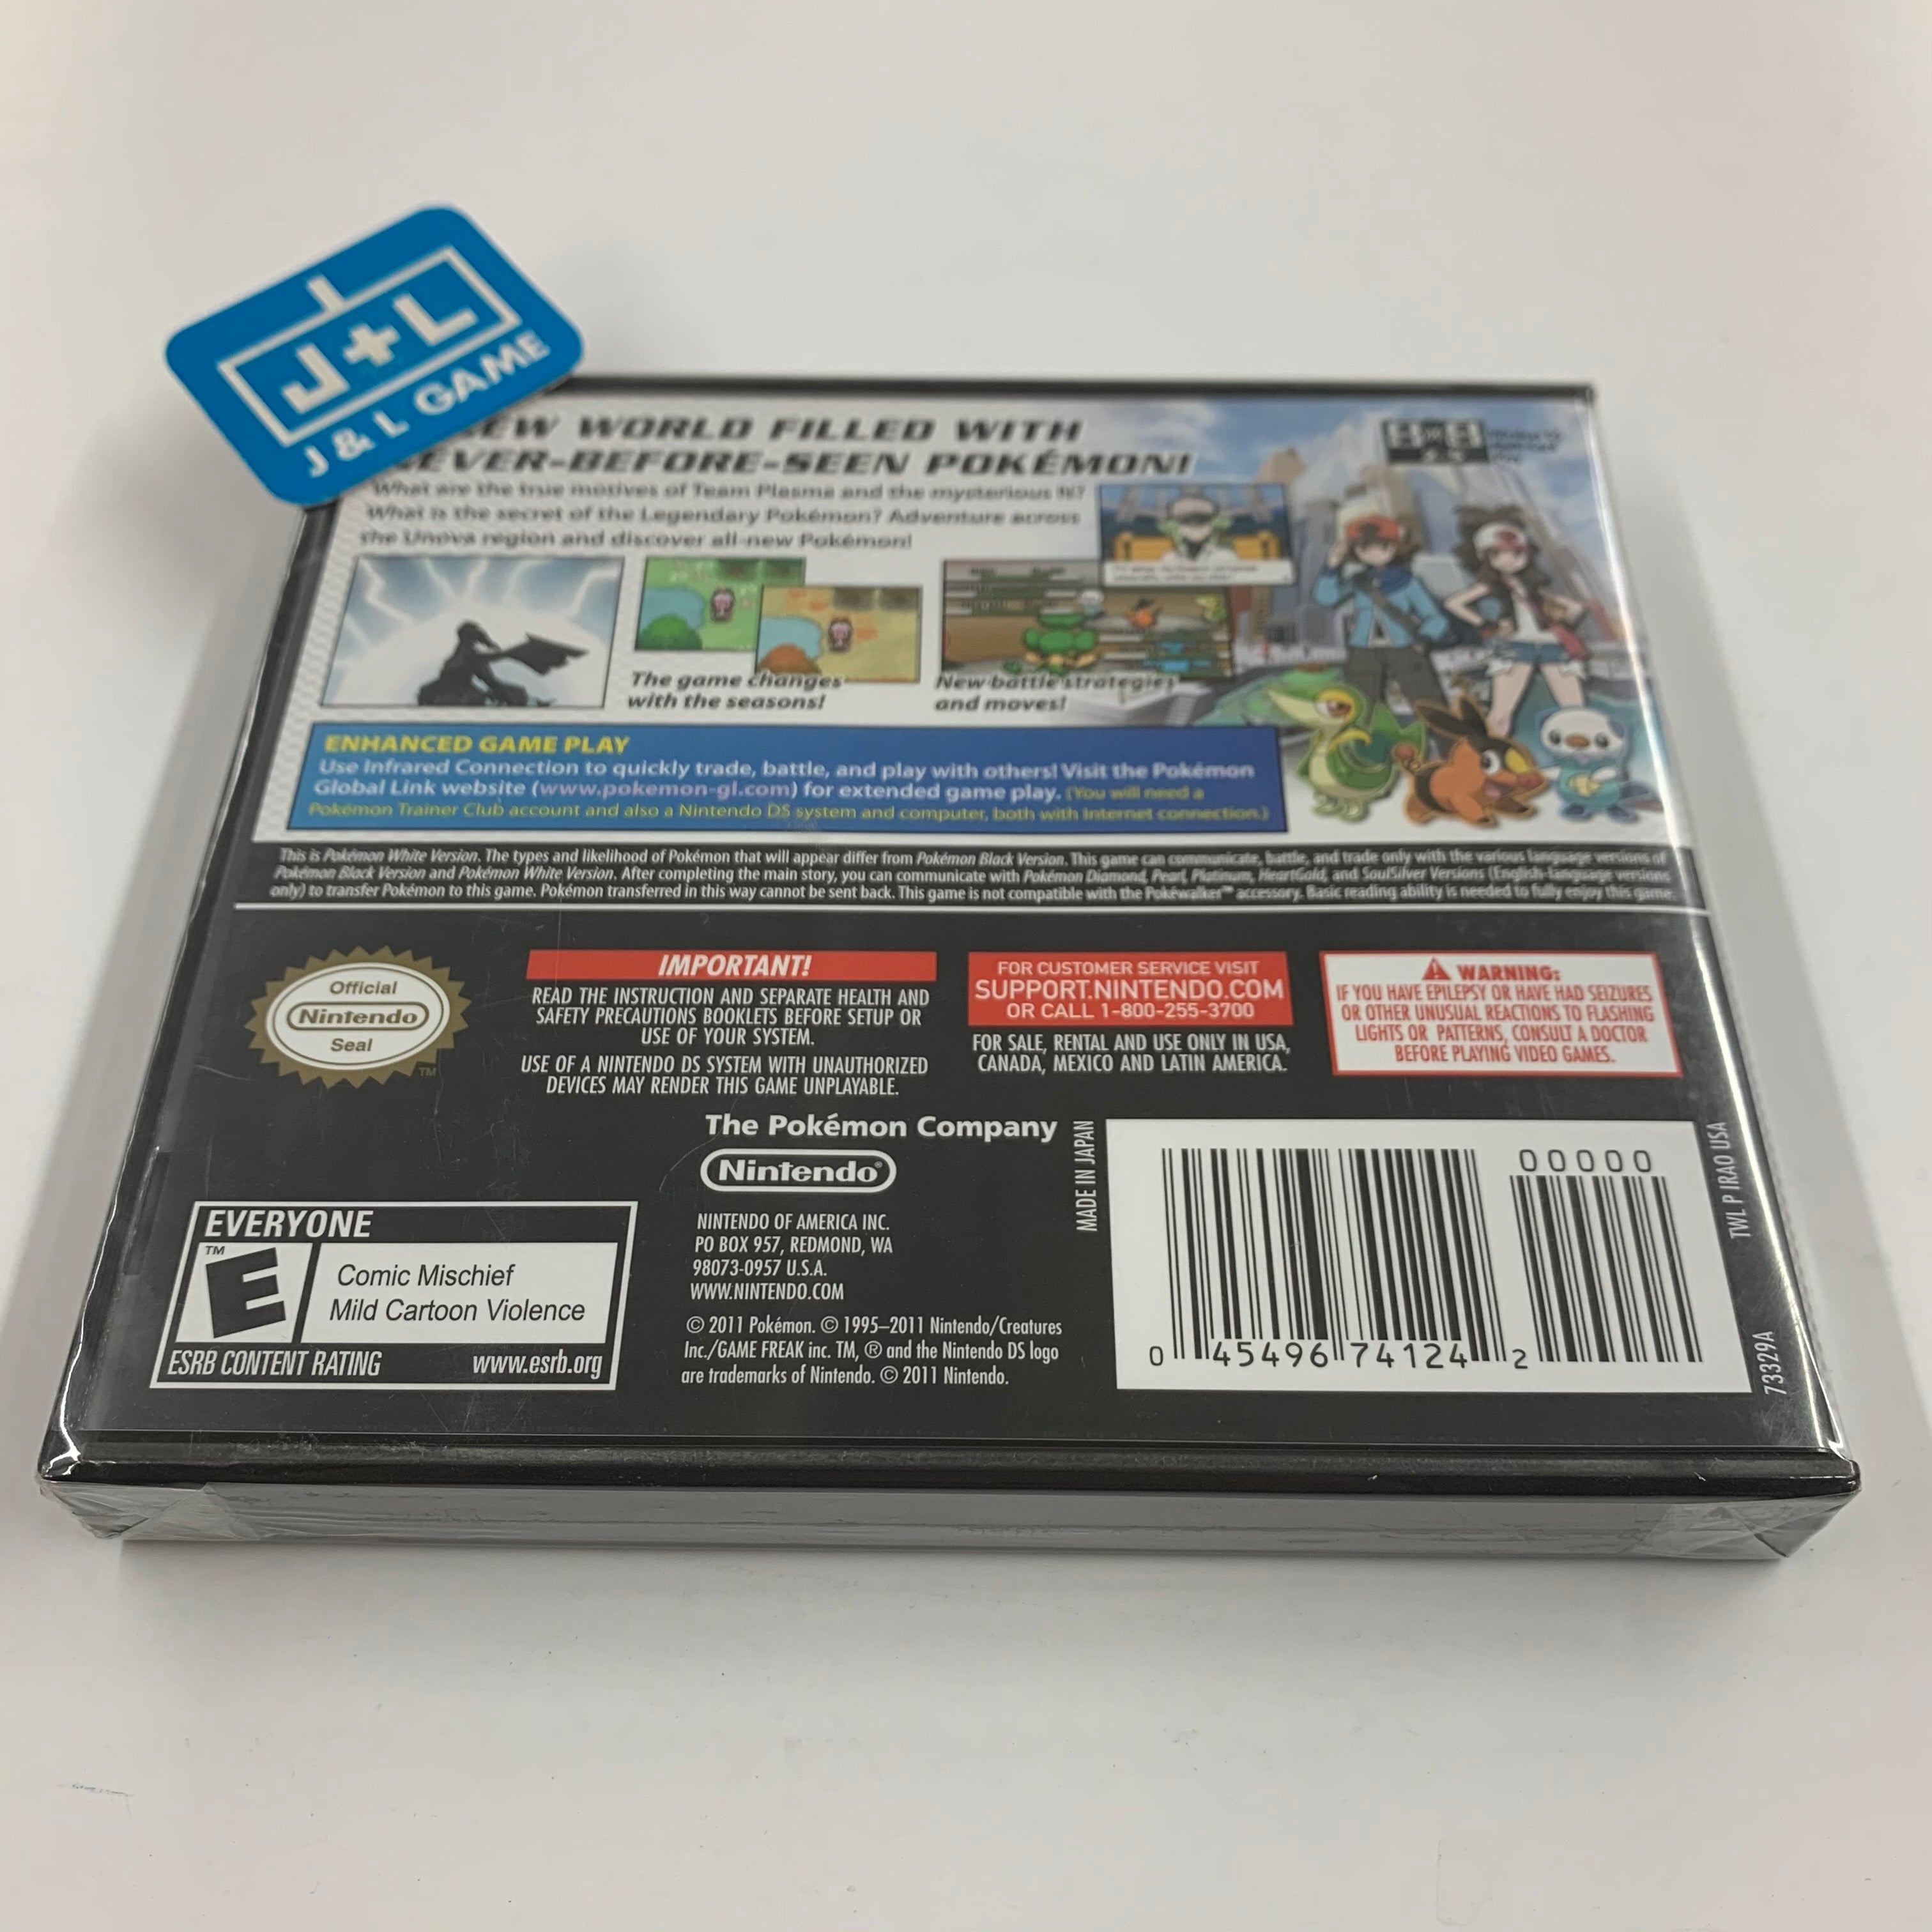 J+L
J & L GAME
EW WORLD FILLED WITH
EVER-BEFORE-SEEN POKÉMON!
What are the true motives of Team Plasma and the mysterious N?
What is the secret of the Legendary Pokémon? Adventure across
the Unova region and discover all-new Pokémon!
The game changes
with the seasons!
New battle strategies
and moves!
ENHANCED GAME PLAY
Use Infrared Connection to quickly trade, battle, and play with others! Visit the Pokémon
Global Link website (www.pokemon-gl.com) for extended game play. (You will need a
Pokémon Trainer Club account and also a Nintendo DS system and computer, both with Internet connection.)
This is Pokémon White Version. The types and likelihood of Pokémon that will appear differ from Pokémon Black Version. This game can communicate, battle, and trade only with the various language versions of
Pokémon Black Version and Pokémon White Version. After completing the main story, you can communicate with Pokémon Diamond, Pearl, Platinum, HeartGold, and SoulSilver Versions (English-language versions
only) to transfer Pokémon to this game. Pokémon transferred in this way cannot be sent back. This game is not compatible with the Pokéwalker™ accessory. Basic reading ability is needed to fully enjoy this game.
Official
Nintendo
Seal
TM
IMPORTANT!
READ THE INSTRUCTION AND SEPARATE HEALTH AND
SAFETY PRECAUTIONS BOOKLETS BEFORE SETUP OR
USE OF YOUR SYSTEM.
USE OF A NINTENDO DS SYSTEM WITH UNAUTHORIZED
DEVICES MAY RENDER THIS GAME UNPLAYABLE.
FOR CUSTOMER SERVICE VISIT
SUPPORT.NINTENDO.COM
OR CALL 1-800-255-3700
FOR SALE, RENTAL AND USE ONLY IN USA,
CANADA, MEXICO AND LATIN AMERICA.
WARNING:
IF YOU HAVE EPILEPSY OR HAVE HAD SEIZURES
OR OTHER UNUSUAL REACTIONS TO FLASHING
LIGHTS OR PATTERNS, CONSULT A DOCTOR
BEFORE PLAYING VIDEO GAMES.
The Pokémon Company
Nintendo®
NINTENDO OF AMERICA INC.
PO BOX 957, REDMOND, WA
98073-0957 U.S.A.
WWW.NINTENDO.COM
© 2011 Pokémon. © 1995–2011 Nintendo/Creatures
Inc./GAME FREAK inc. TM, ® and the Nintendo DS logo
are trademarks of Nintendo. © 2011 Nintendo.
EVERYONE
TM
E
Comic Mischief
Mild Cartoon Violence
ESRB CONTENT RATING www.esrb.org
MADE IN JAPAN
00000
0 45496 74124 2
TWL P IRAO USA
73329A